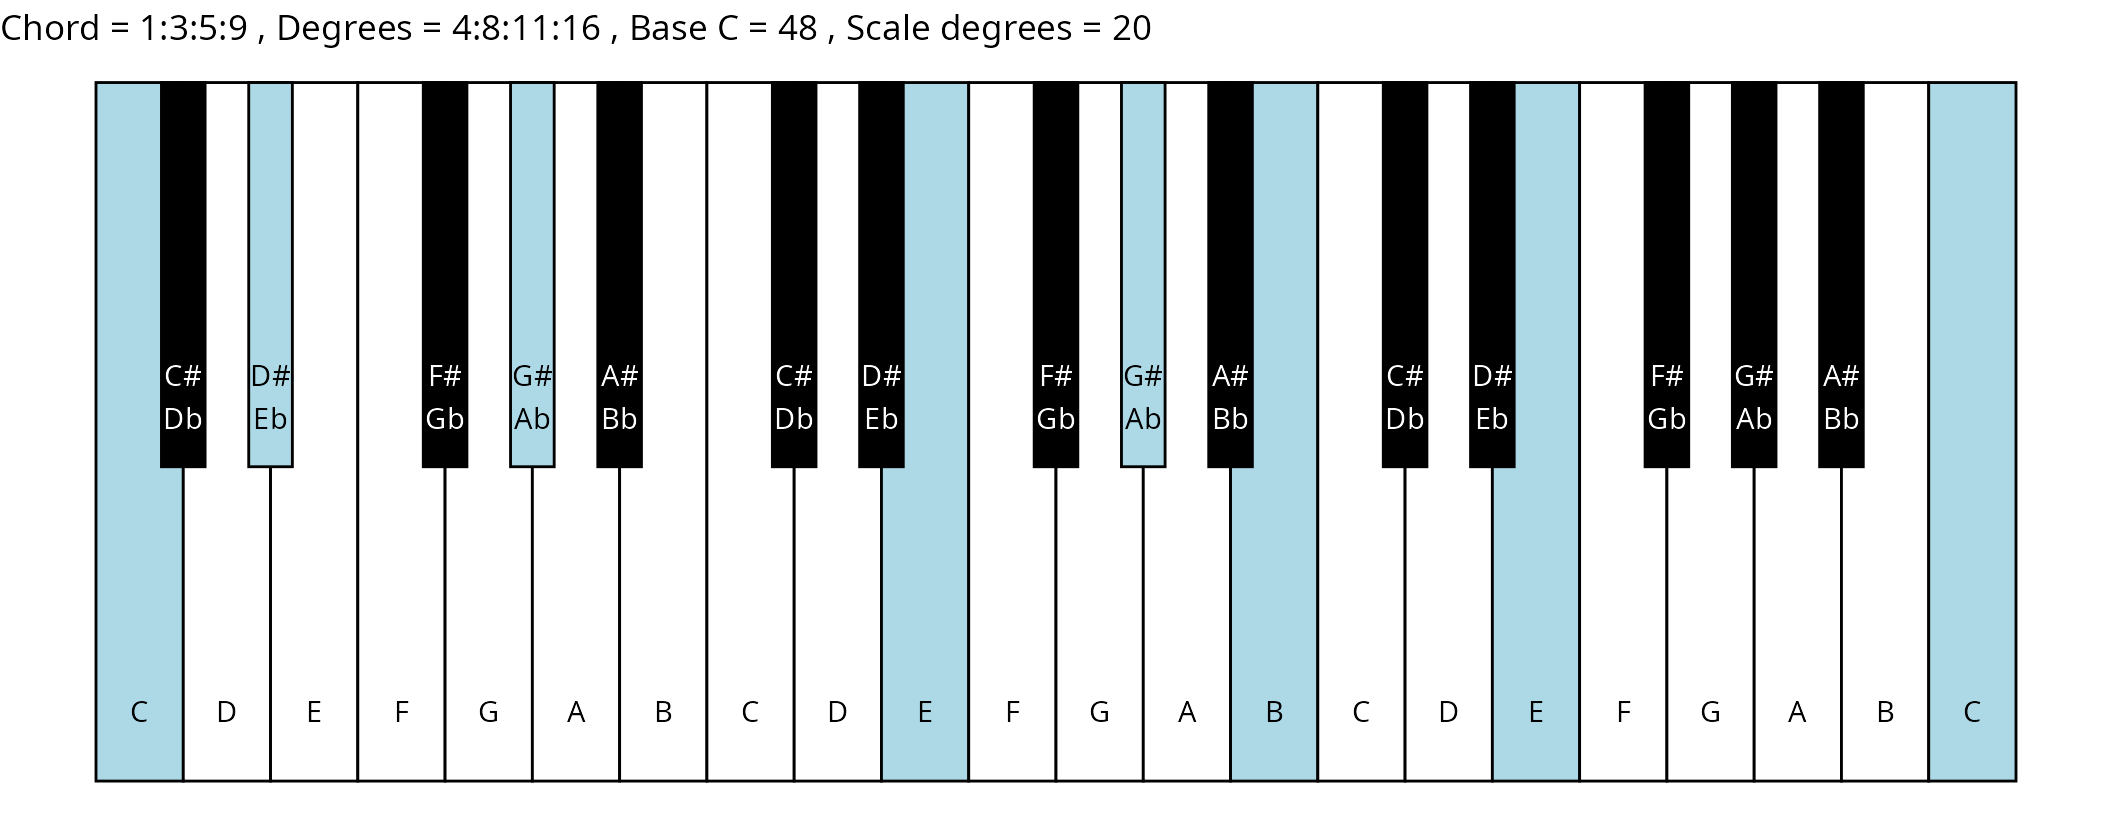 Chord = 1:3:5:9 , Degrees = 4:8:11:16 , Base C = 48 , Scale degrees = 20
C# D# F# G# A# C# D# F# G# A# C# D# F# G# A#
Db Eb Gb Ab Bb Db Eb Gb Ab Bb Db Eb Gb Ab Bb
C D E F G A B C D E F G A B C D E F G A B C